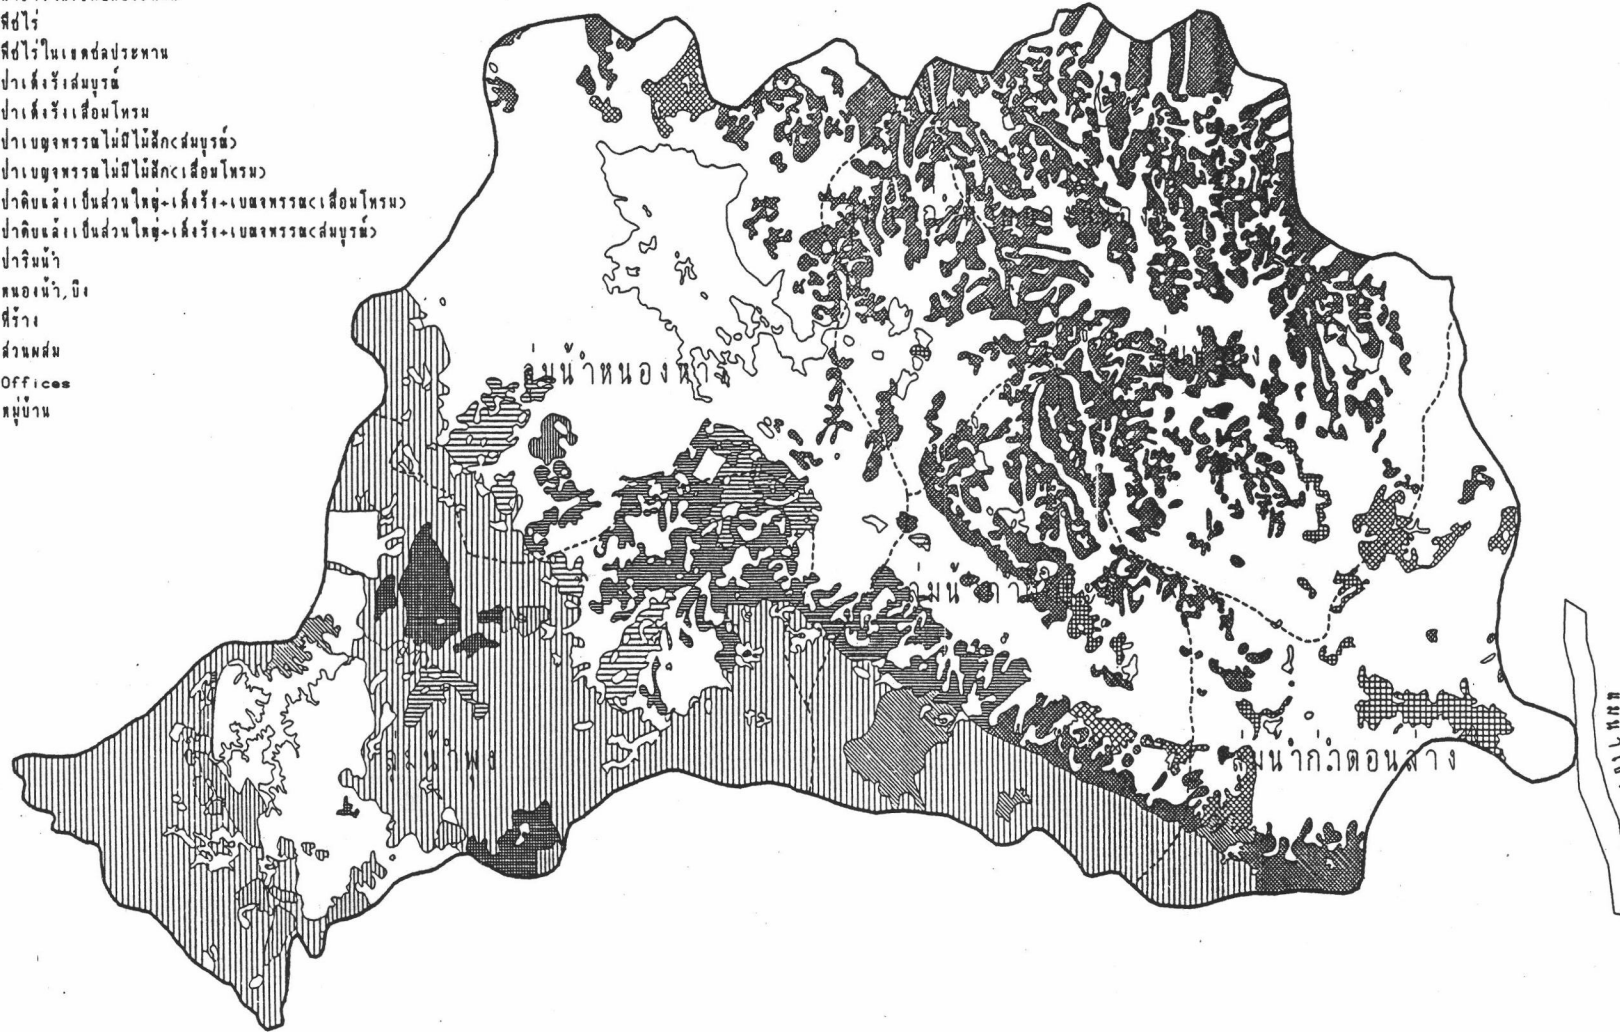 พืชไร่
พืชไร่ในเขตชลประทาน
ป่าเต็งรังสมบูรณ์
ป่าเต็งรังเสื่อมโทรม
ป่าเบญจพรรณไม่มีไม้สัก(สมบูรณ์)
ป่าเบญจพรรณไม่มีไม้สัก(เสื่อมโทรม)
ป่าดิบแล้งเป็นส่วนใหญ่+เต็งรัง+เบณจพรรณ(เสื่อมโทรม)
ป่าดิบแล้งเป็นส่วนใหญ่+เต็งรัง+เบณจพรรณ(สมบูรณ์)
ป่าริมน้ำ
หนองน้ำ,บึง
ที่ร้าง
สวนผสม
Offices
หมู่บ้าน
ลุ่มน้ำหนองหาร
ลุ่มน้ำพุง
ลุ่มน้ำก่ำตอนล่าง